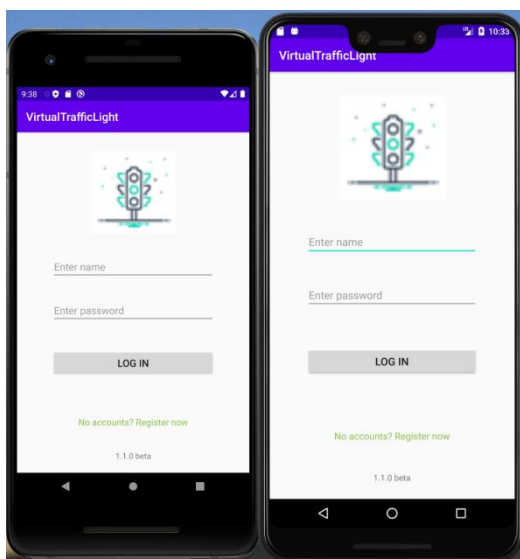 9:38
VirtualTrafficLight
Enter name
Enter password
LOG IN
No accounts? Register now
1.1.0 beta
10:33
VirtualTrafficLight
Enter name
Enter password
LOG IN
No accounts? Register now
1.1.0 beta